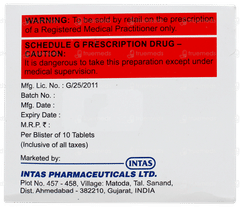 WARNING: To be sold by retail on the prescription
of a Registered Medical Practitioner only.
SCHEDULE G PRESCRIPTION DRUG –
CAUTION:
It is dangerous to take this preparation except under
medical supervision.
Mfg. Lic. No.: G/25/2011
Batch No. :
Mfg. Date :
Expiry Date :
M.R.P. ₹ :
Per Blister of 10 Tablets
(Inclusive of all taxes)
Marketed by:
INTAS
INTAS PHARMACEUTICALS LTD.
Plot No. 457 - 458, Village: Matoda, Tal. Sanand,
Dist. Ahmedabad - 382210, Gujarat, INDIA